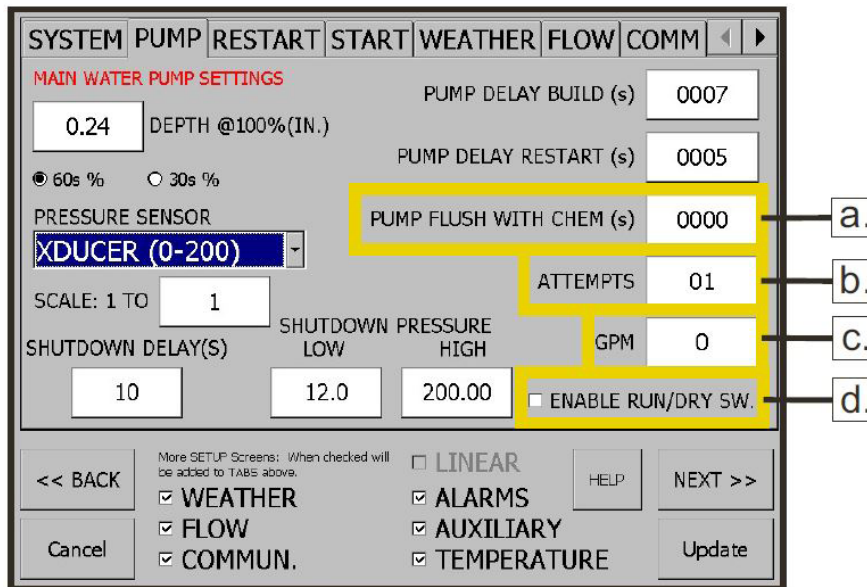 SYSTEM PUMP RESTART START WEATHER FLOW COMM
MAIN WATER PUMP SETTINGS
0.24 DEPTH @100%(IN.)
60s % 30s %
PRESSURE SENSOR
XDUCER (0-200)
SCALE: 1 TO 1
SHUTDOWN DELAY(S)
10
SHUTDOWN PRESSURE
LOW HIGH
12.0 200.00
PUMP DELAY BUILD (s) 0007
PUMP DELAY RESTART (s) 0005
PUMP FLUSH WITH CHEM (s) 0000 a.
ATTEMPTS 01 b.
GPM 0 c.
ENABLE RUN/DRY SW. d.
<< BACK
Cancel
More SETUP Screens: When checked will
be added to TABS above.
WEATHER
FLOW
COMMUN.
LINEAR
ALARMS
AUXILIARY
TEMPERATURE
HELP
NEXT >>
Update